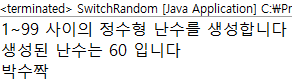 <terminated> SwitchRandom [Java Application] C:₩Pr
1~99 사이의 정수형 난수를 생성합니다
생성된 난수는 60 입니다
박수짝